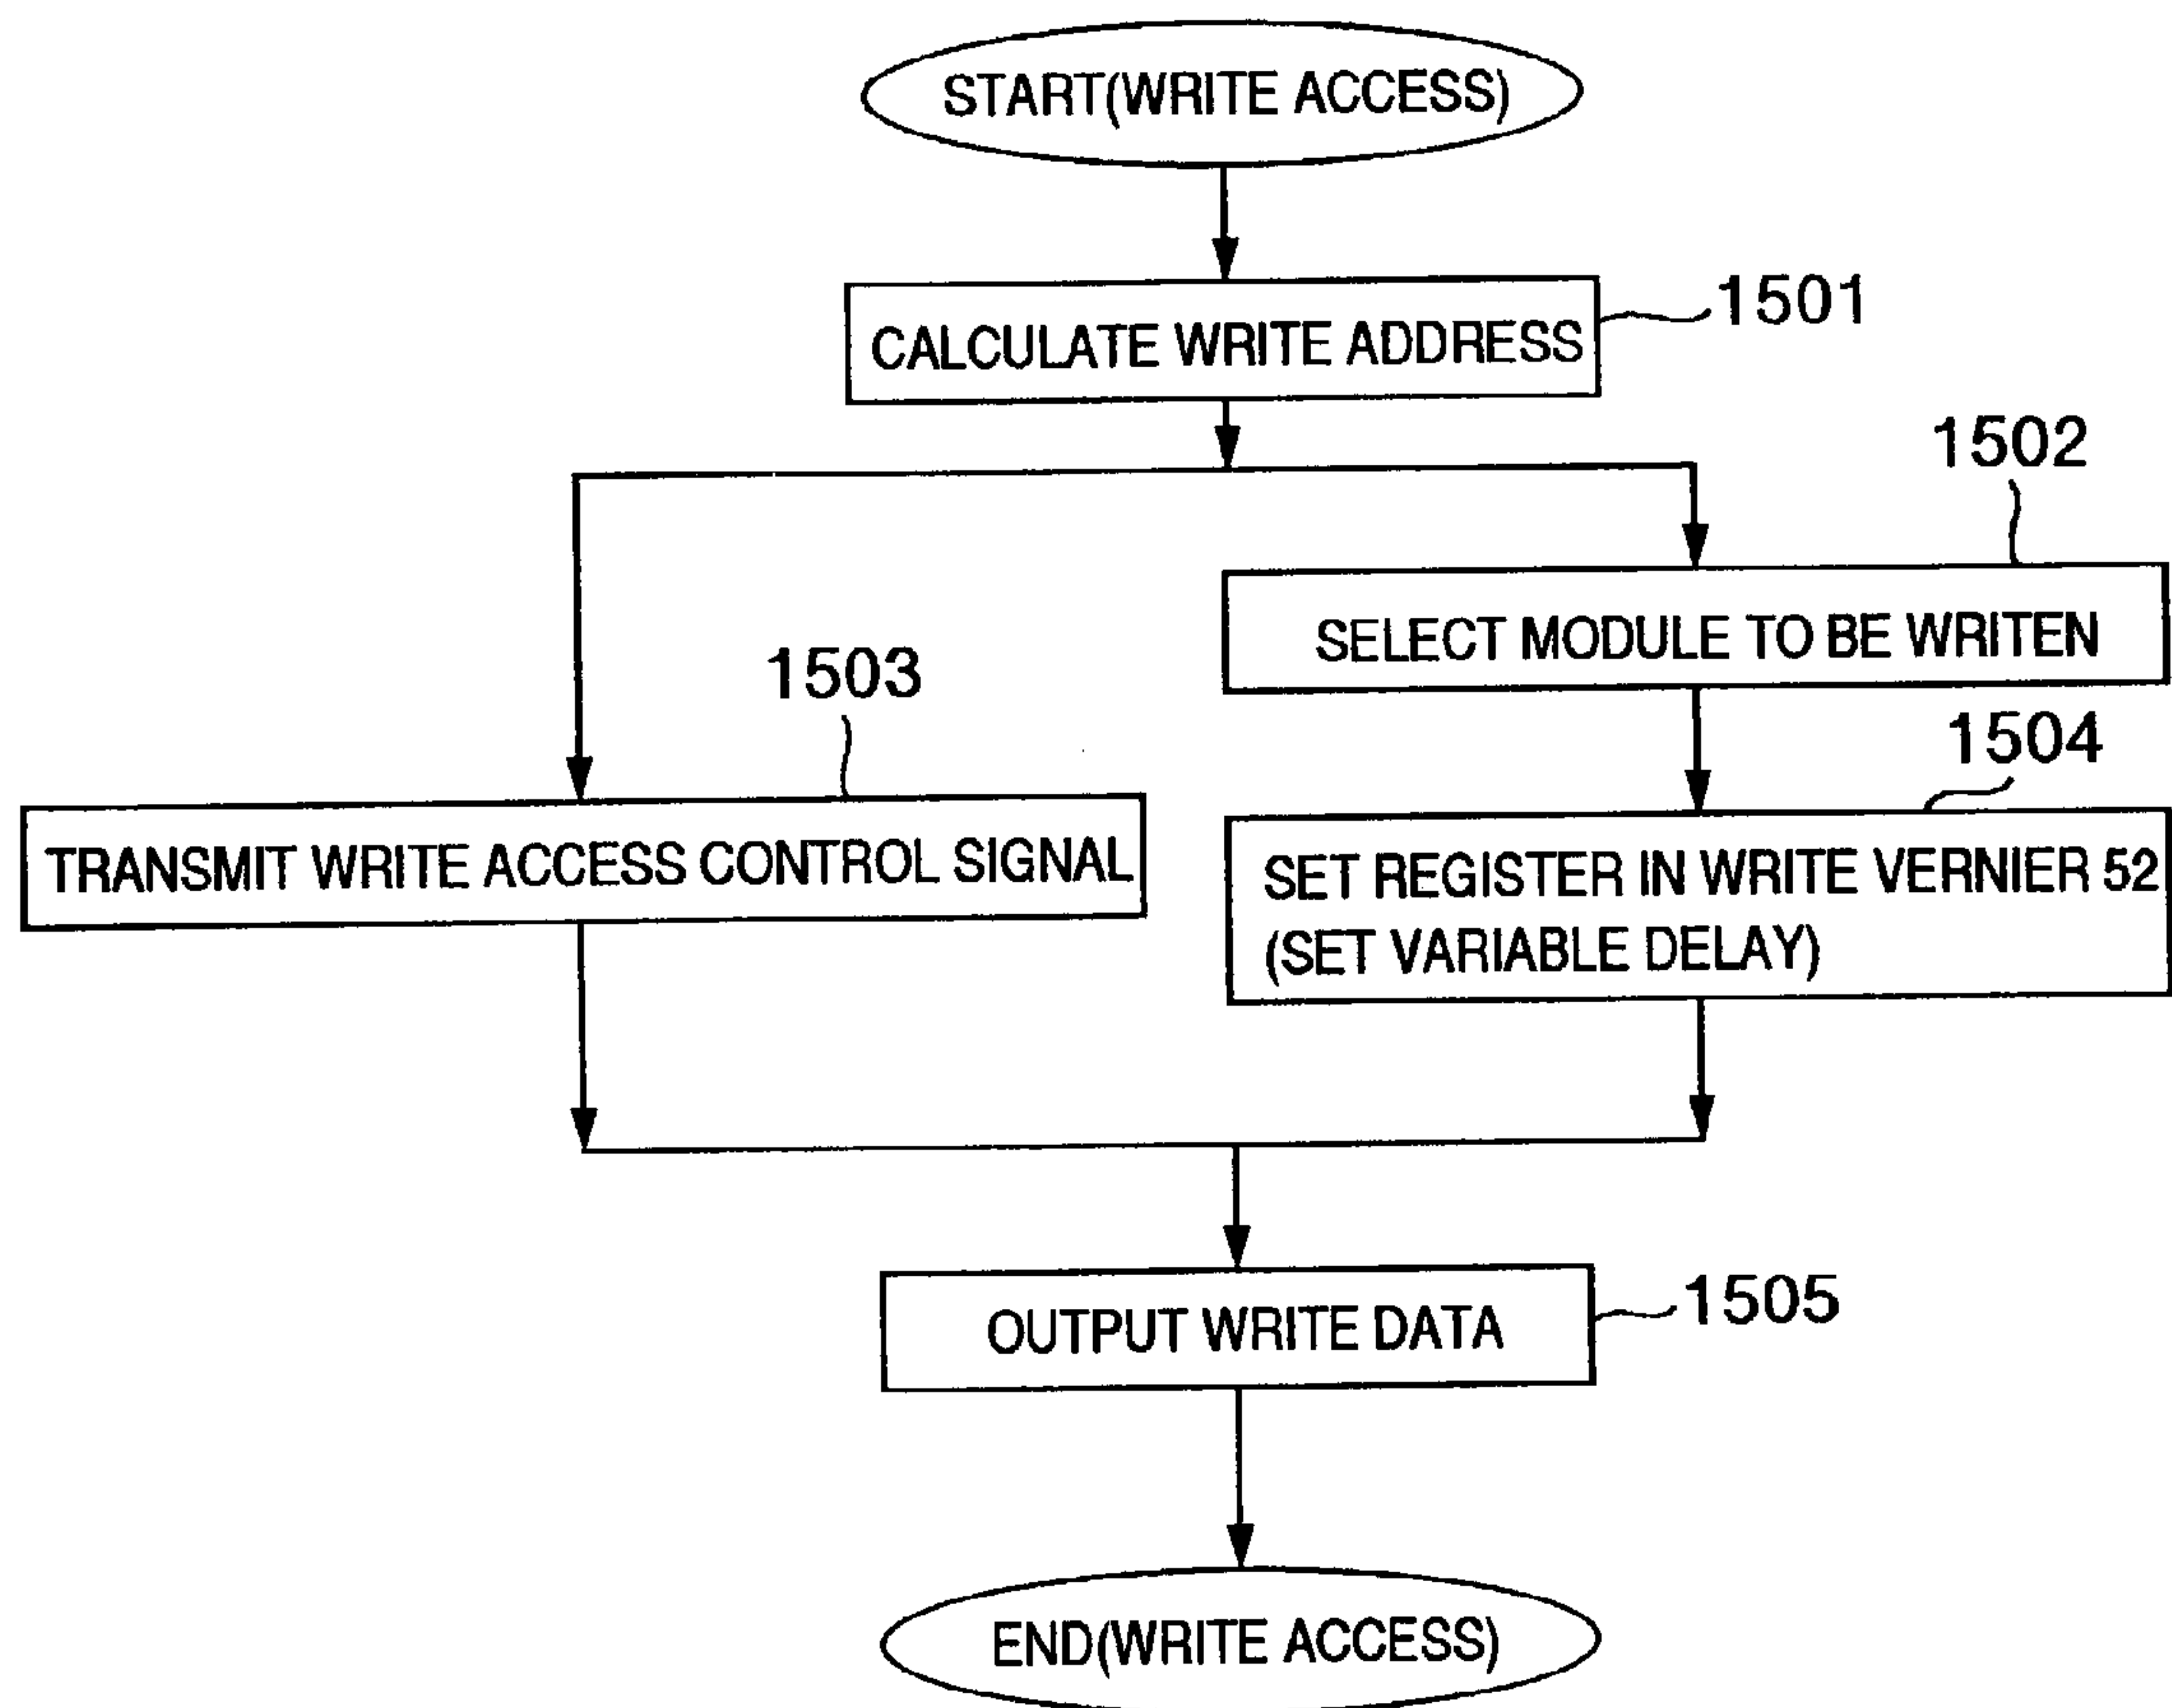 START(WRITE ACCESS)
CALCULATE WRITE ADDRESS
1501
1502
SELECT MODULE TO BE WRITEN
1503
TRANSMIT WRITE ACCESS CONTROL SIGNAL
1504
SET REGISTER IN WRITE VERNIER 52
(SET VARIABLE DELAY)
OUTPUT WRITE DATA
1505
END(WRITE ACCESS)